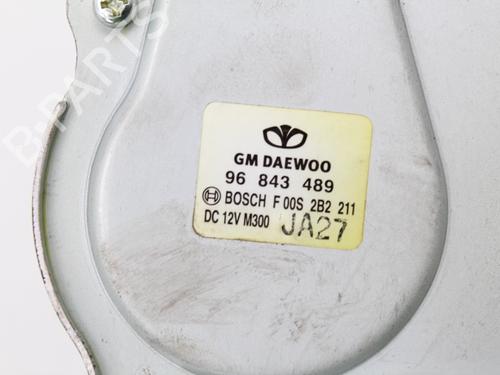 B-PARTS
GM DAEWOO
96 843 489
BOSCH F 00S 2B2 211
DC 12V M300 JA27